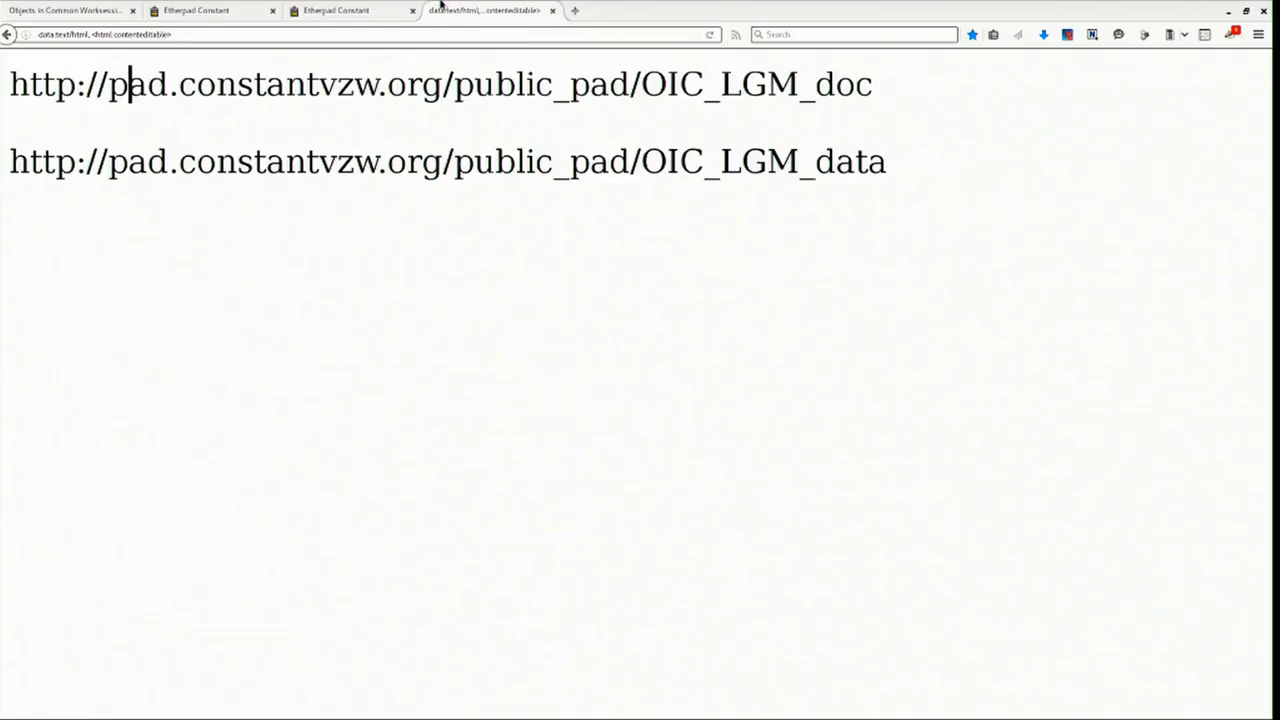 Objects in Common Worksessi...
Etherpad Constant
Etherpad Constant
data:text/html,...ontenteditable>
data:text/html, <html contenteditable>
Search
http://pad.constantvzw.org/public_pad/OIC_LGM_doc
http://pad.constantvzw.org/public_pad/OIC_LGM_data